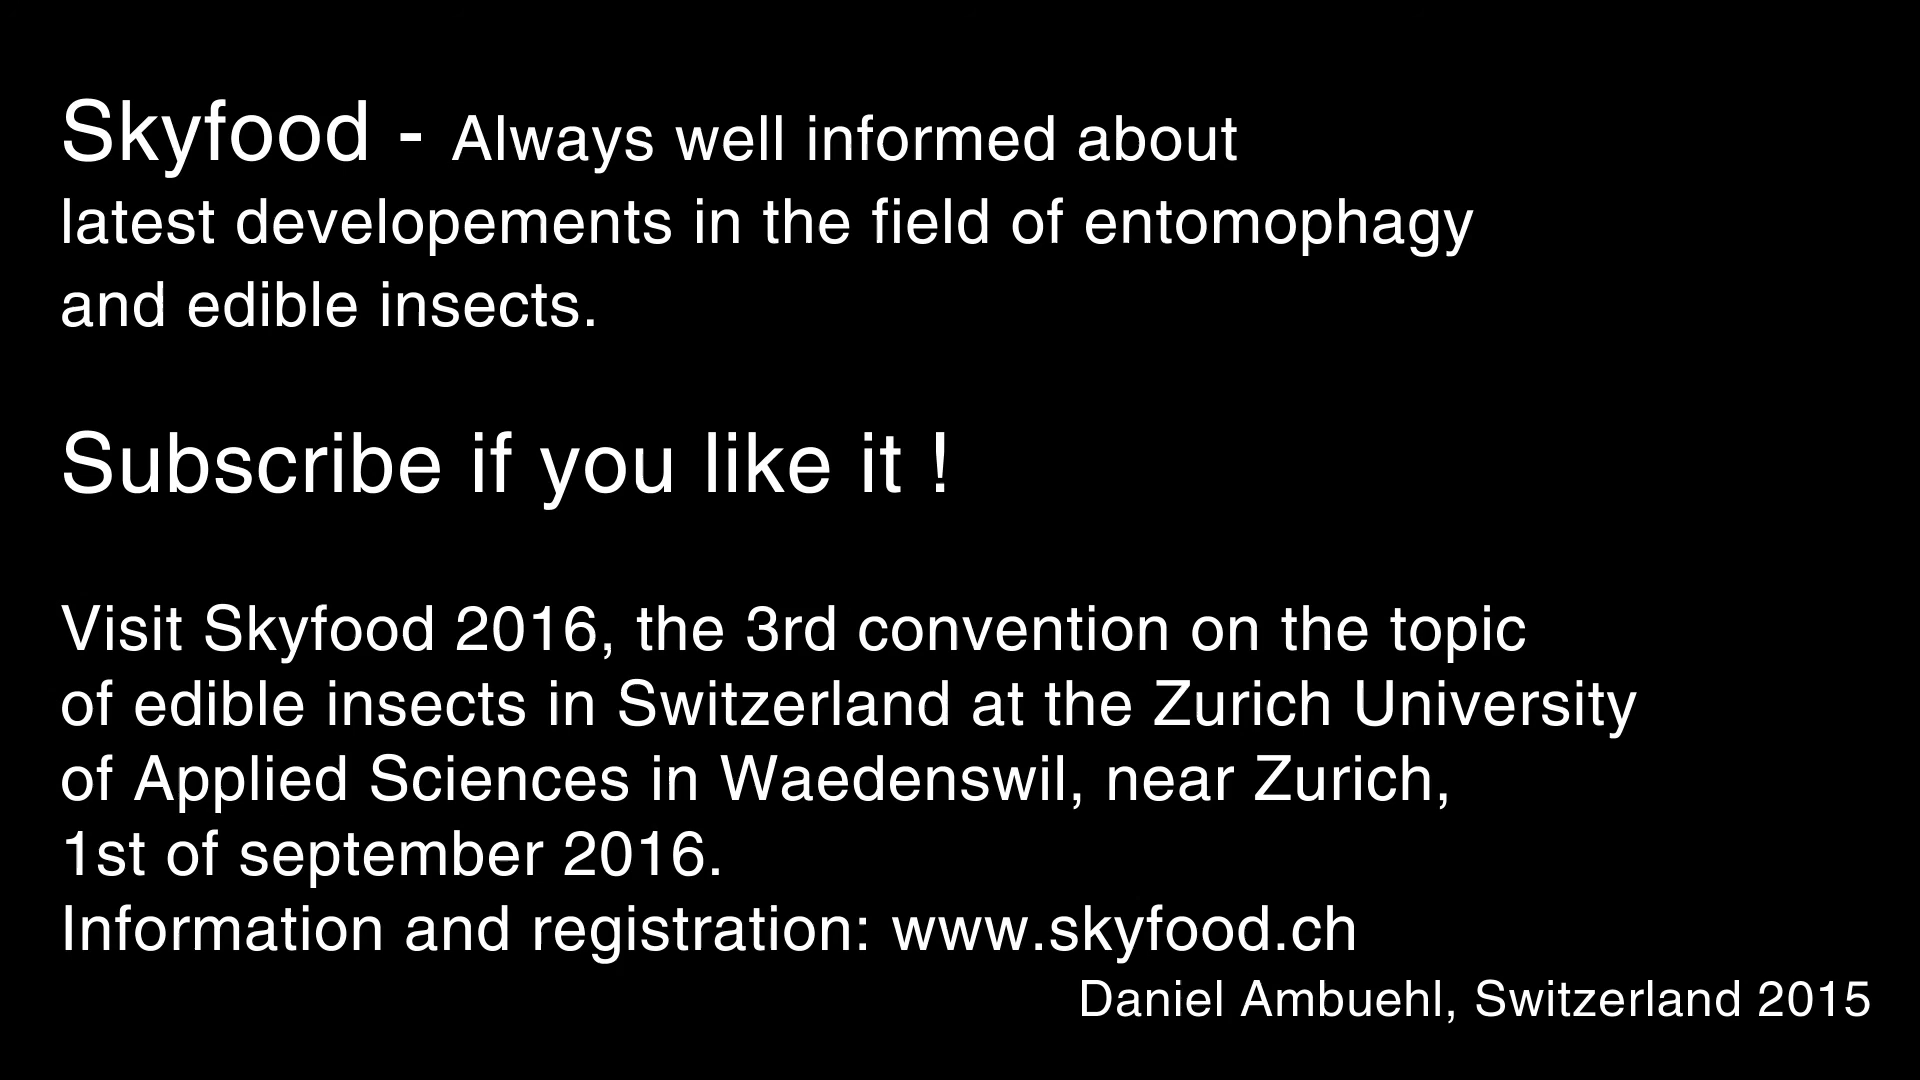 Skyfood - Always well informed about
latest developements in the field of entomophagy
and edible insects.
Subscribe if you like it !
Visit Skyfood 2016, the 3rd convention on the topic
of edible insects in Switzerland at the Zurich University
of Applied Sciences in Waedenswil, near Zurich,
1st of september 2016.
Information and registration: www.skyfood.ch
Daniel Ambuehl, Switzerland 2015